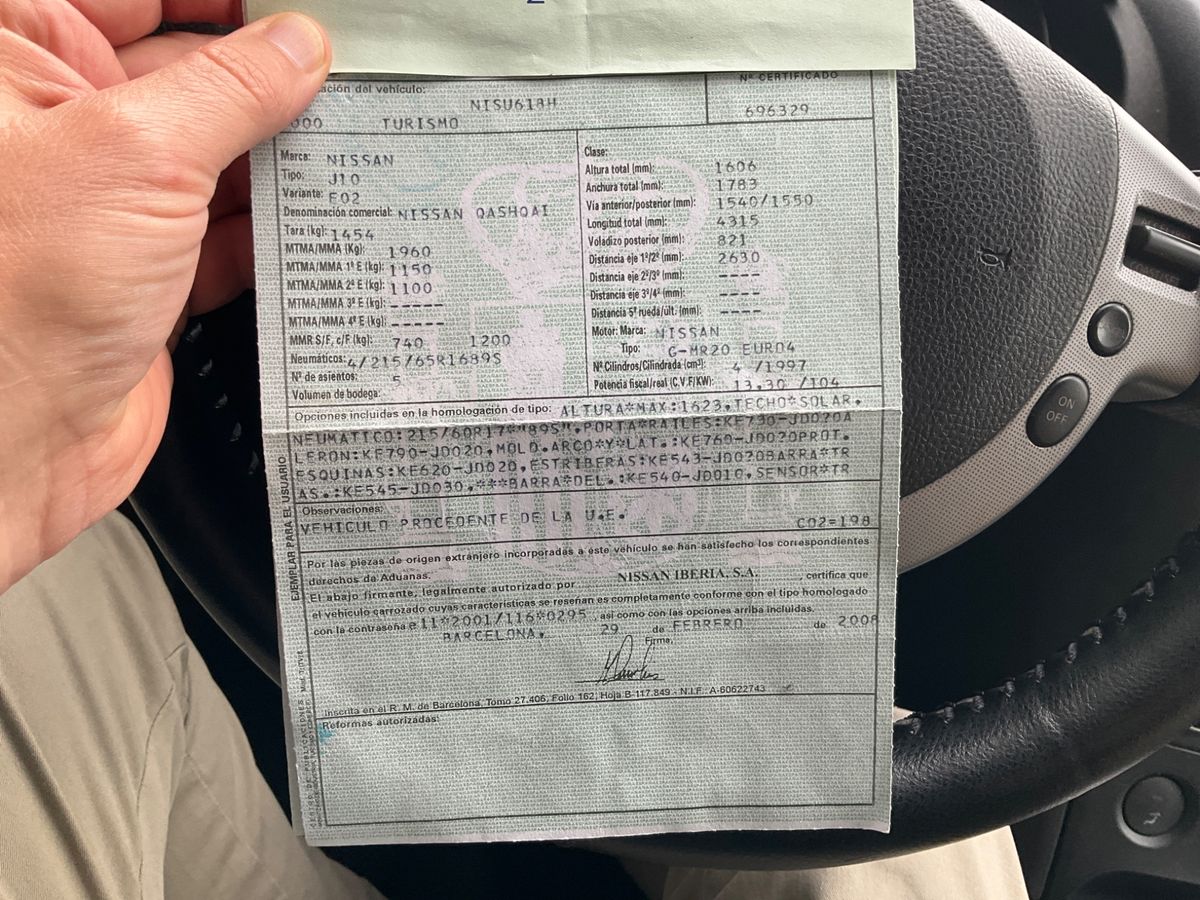 ación del vehículo:
NISU618H
Nº CERTIFICADO
696329
000 TURISMO
Marca: NISSAN
Tipo: J10
Variante: E02
Denominación comercial: NISSAN QASHQAI
Tara (kg): 1454
MTMA/MMA (Kg): 1960
MTMA/MMA 1º E (kg): 1150
MTMA/MMA 2º E (kg): 1100
MTMA/MMA 3º E (kg): -----
MTMA/MMA 4º E (kg): -----
MMR S/F, c/F (kg): 740 1200
Neumáticos: 4/215/65R1689S
Nº de asientos: 5
Volumen de bodega:
Clase:
Altura total (mm): 1606
Anchura total (mm): 1783
Vía anterior/posterior (mm): 1540/1550
Longitud total (mm): 4315
Voladizo posterior (mm): 821
Distancia eje 1º/2º (mm): 2630
Distancia eje 2º/3º (mm): ----
Distancia eje 3º/4º (mm): ----
Distancia 5ª rueda/últ. (mm): ----
Motor: Marca: NISSAN
Tipo: G-MR20 EURO4
Nº Cilindros/Cilindrada (cm³): 4 /1997
Potencia fiscal/real (C.V.F/KW): 13,30 /104
Opciones incluidas en la homologación de tipo: ALTURA*MAX:1623,TECHO*SOLAR,
NEUMATICO:215/60R17*"89S",PORTA*RAILES:KE730-JD020A
LERON:KE790-JD020,MOLD.ARCO*Y*LAT.:KE760-JD020PROT.
ESQUINAS:KE620-JD020,ESTRIBERAS:KE543-JD020BARRA*TR
AS.:KE545-JD030,***BARRA*DEL.:KE540-JD010,SENSOR*TR
Observaciones:
VEHICULO PROCEDENTE DE LA U.E. CO2=198
Por las piezas de origen extranjero incorporadas a este vehículo se han satisfecho los correspondientes
derechos de Aduanas.
El abajo firmante, legalmente autorizado por NISSAN IBERIA, S.A. , certifica que
el vehículo carrozado cuyas características se reseñan es completamente conforme con el tipo homologado
con la contraseña e 11*2001/116*0295 , así como con las opciones arriba incluidas.
BARCELONA, 29 de FEBRERO de 2008
Firma,
Inscrita en el R. M. de Barcelona, Tomo 27.406, Folio 162, Hoja B-117.849 - N.I.F.: A-60622743
Reformas autorizadas:
EJEMPLAR PARA EL USUARIO
ON
OFF